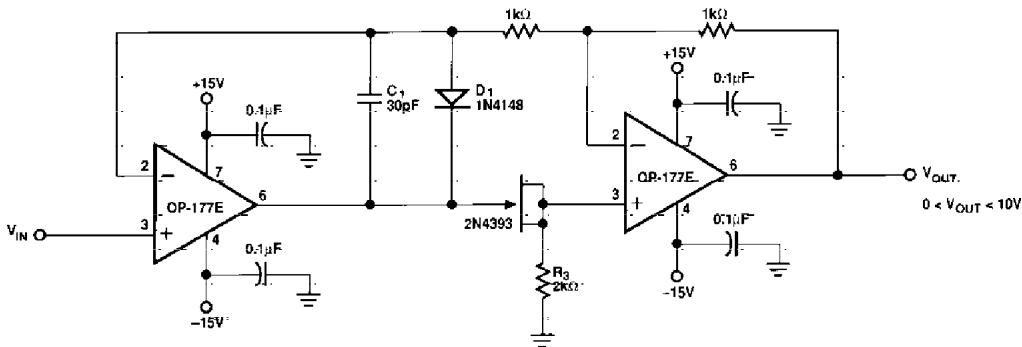 1kΩ
1kΩ
+15V
0.1µF
C1
30pF
D1
1N4148
+15V
0.1µF
2
7
6
OP-177E
3
4
VIN
0.1µF
–15V
2N4393
R3
2kΩ
2
7
6
OP-177E
3
4
0.1µF
–15V
VOUT
0 < VOUT < 10V